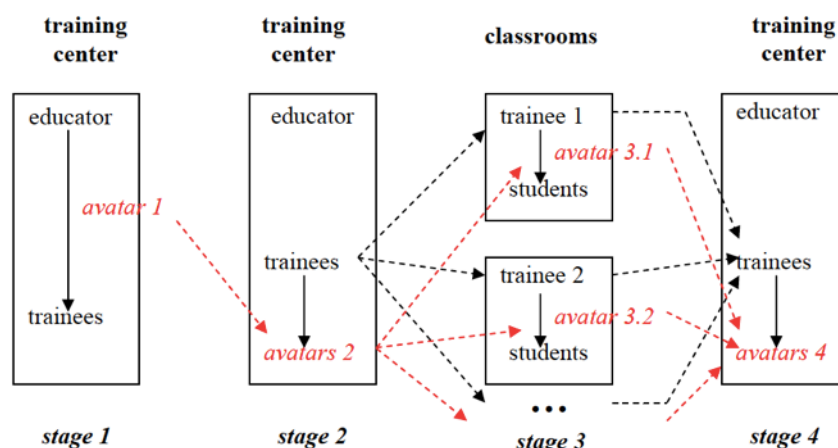 training
center
educator
avatar 1
trainees
stage 1
training
center
educator
trainees
avatars 2
stage 2
classrooms
trainee 1
avatar 3.1
students
trainee 2
avatar 3.2
students
...
stage 3
training
center
educator
trainees
avatars 4
stage 4